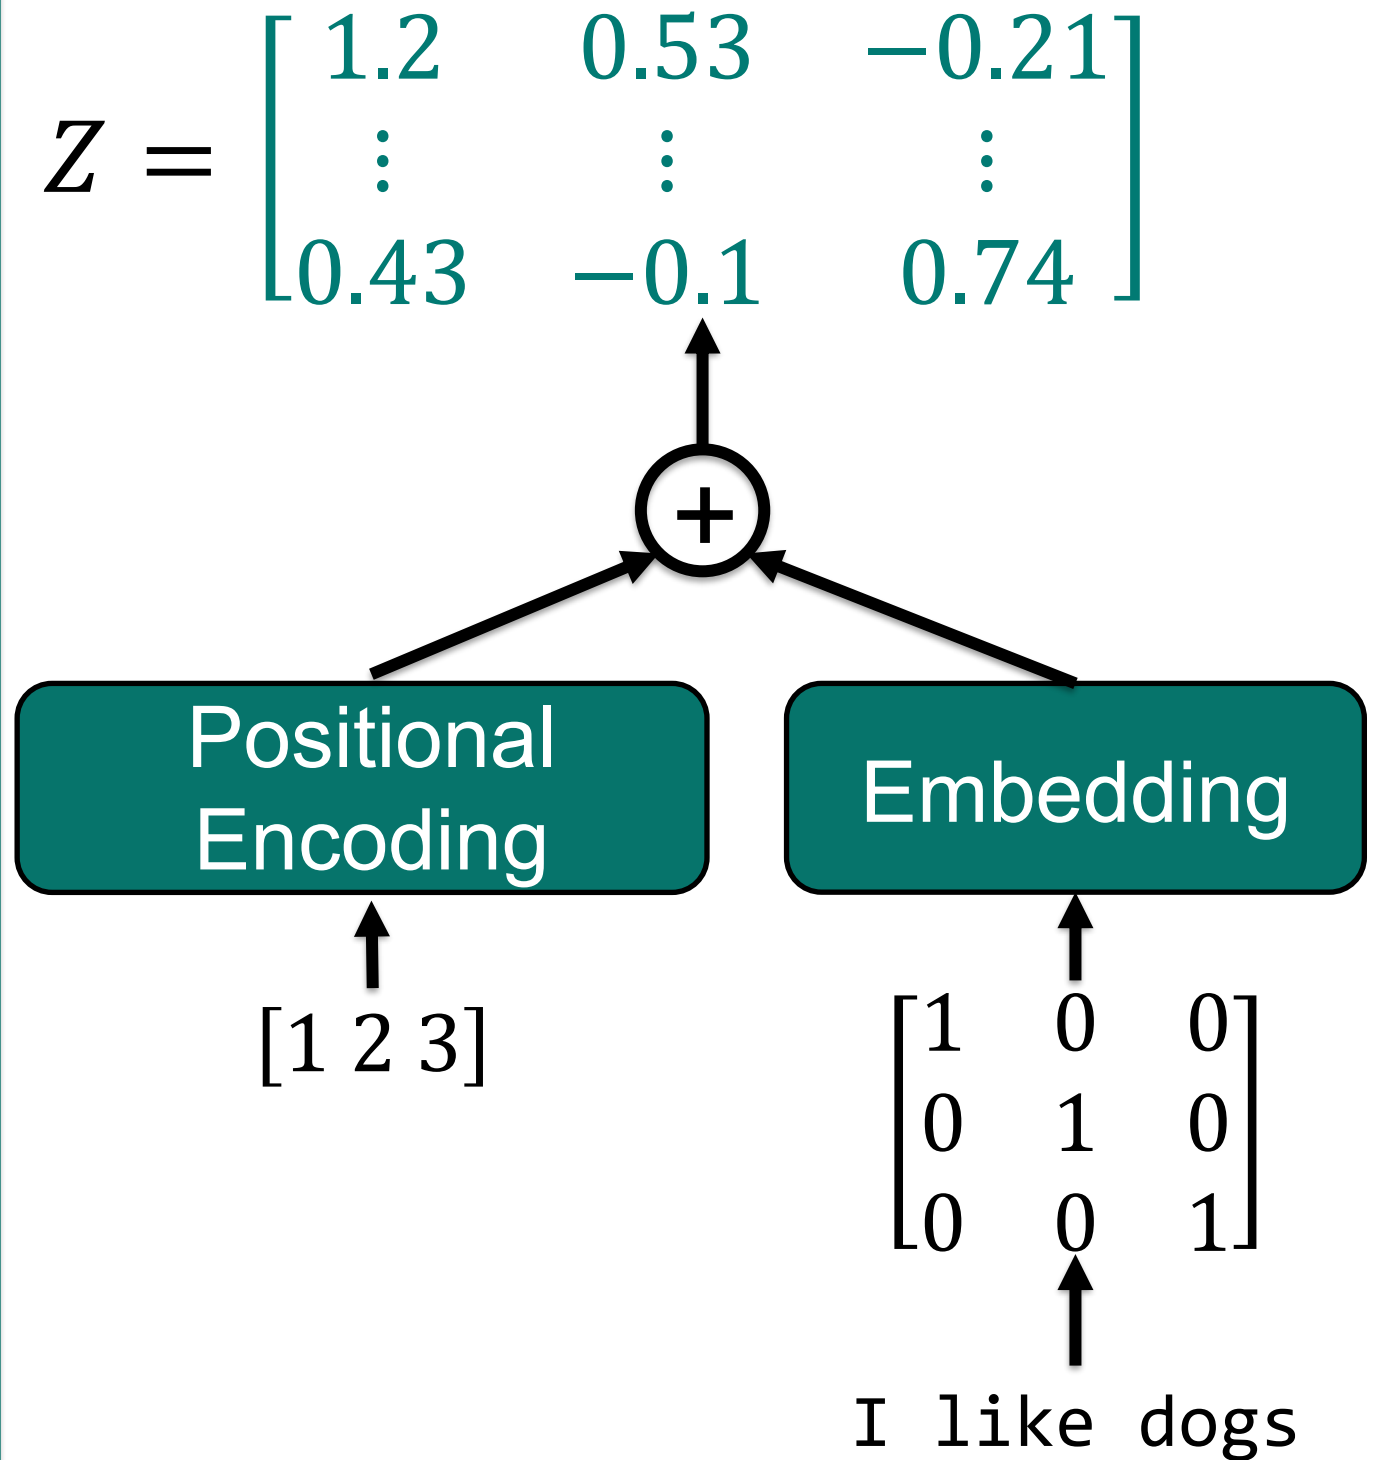 Z = [1.2 0.53 −0.21
⋮ ⋮ ⋮
0.43 −0.1 0.74]
+
Positional
Encoding
Embedding
[1 2 3]
[1 0 0
0 1 0
0 0 1]
I like dogs